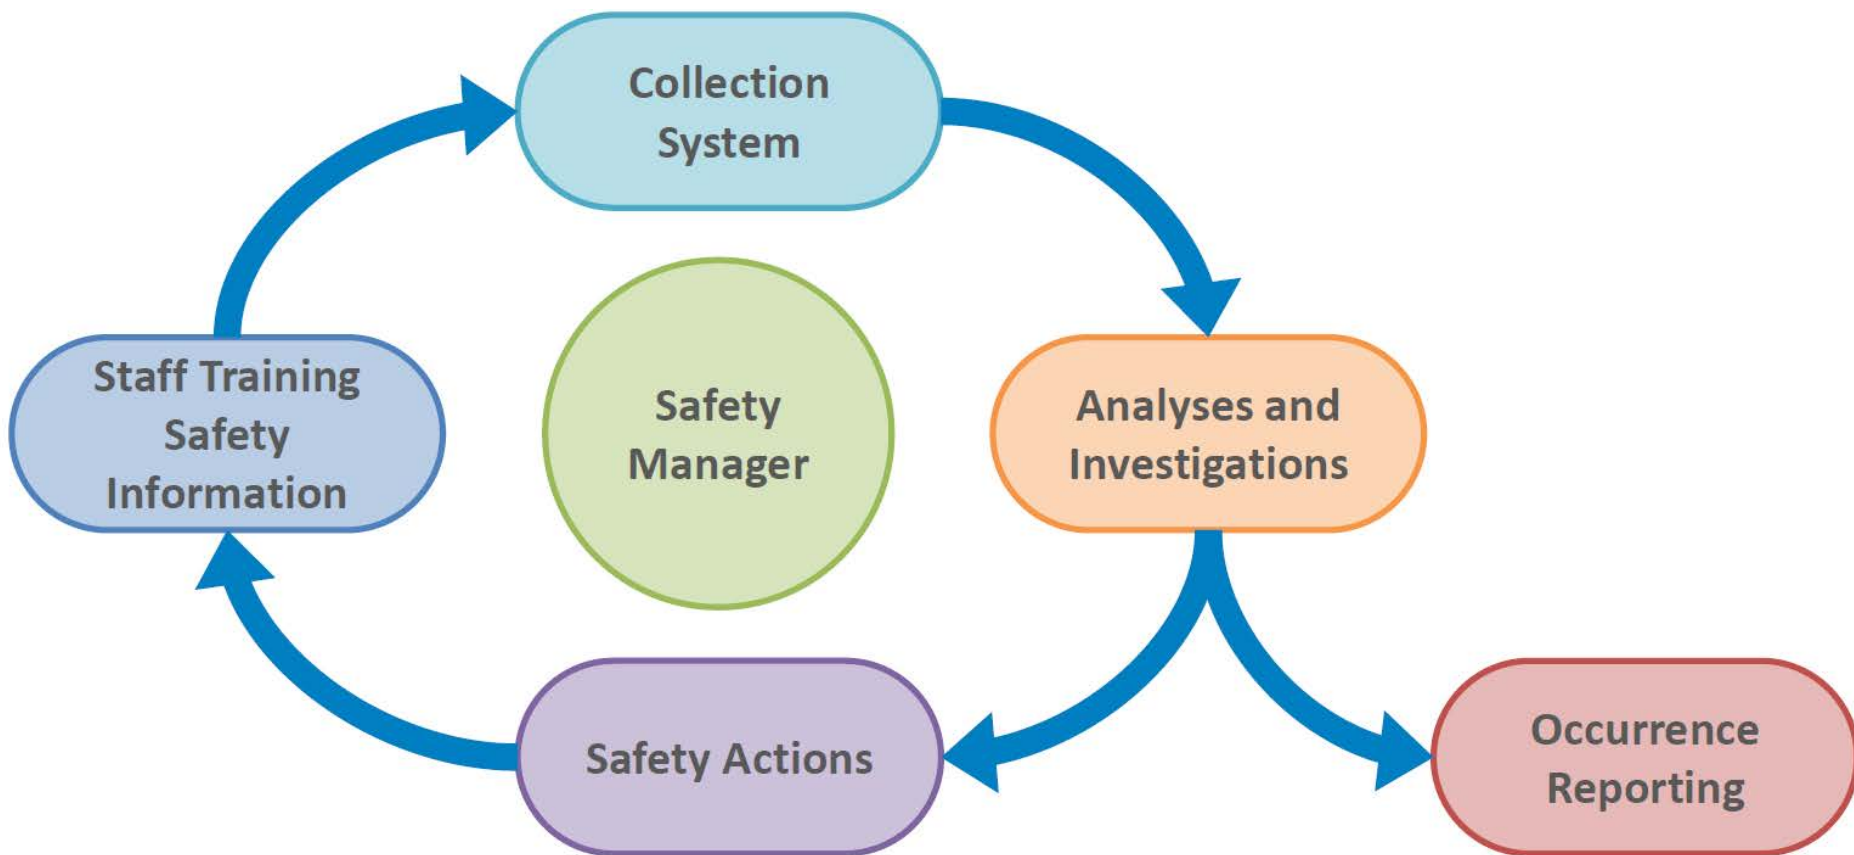 Collection
System
Staff Training
Safety
Information
Safety
Manager
Analyses and
Investigations
Safety Actions
Occurrence
Reporting